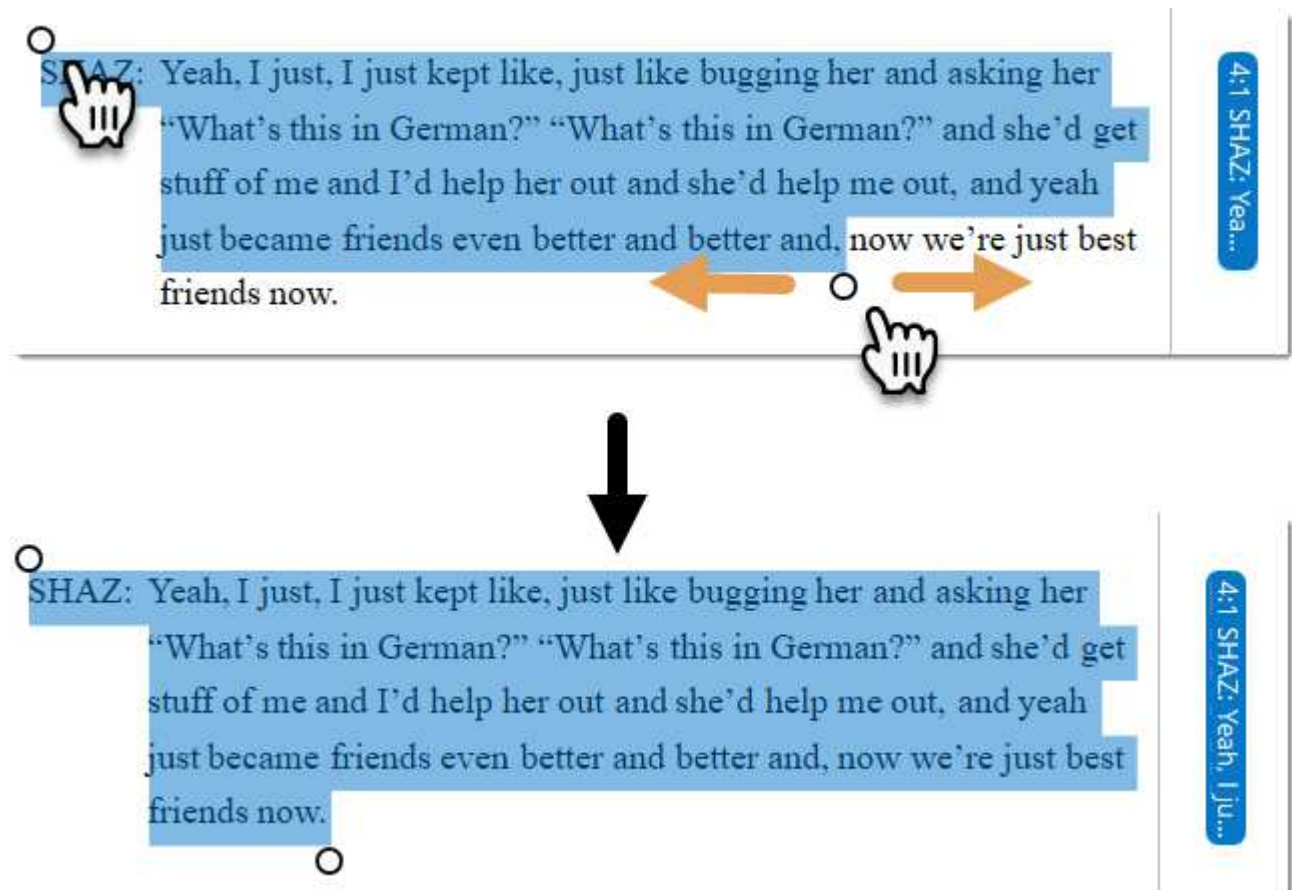 SHAZ: Yeah, I just, I just kept like, just like bugging her and asking her
“What’s this in German?” “What’s this in German?” and she’d get
stuff of me and I’d help her out and she’d help me out, and yeah
just became friends even better and better and, now we’re just best
friends now.
4:1 SHAZ: Yea...
SHAZ: Yeah, I just, I just kept like, just like bugging her and asking her
“What’s this in German?” “What’s this in German?” and she’d get
stuff of me and I’d help her out and she’d help me out, and yeah
just became friends even better and better and, now we’re just best
friends now.
4:1 SHAZ: Yeah, I ju...